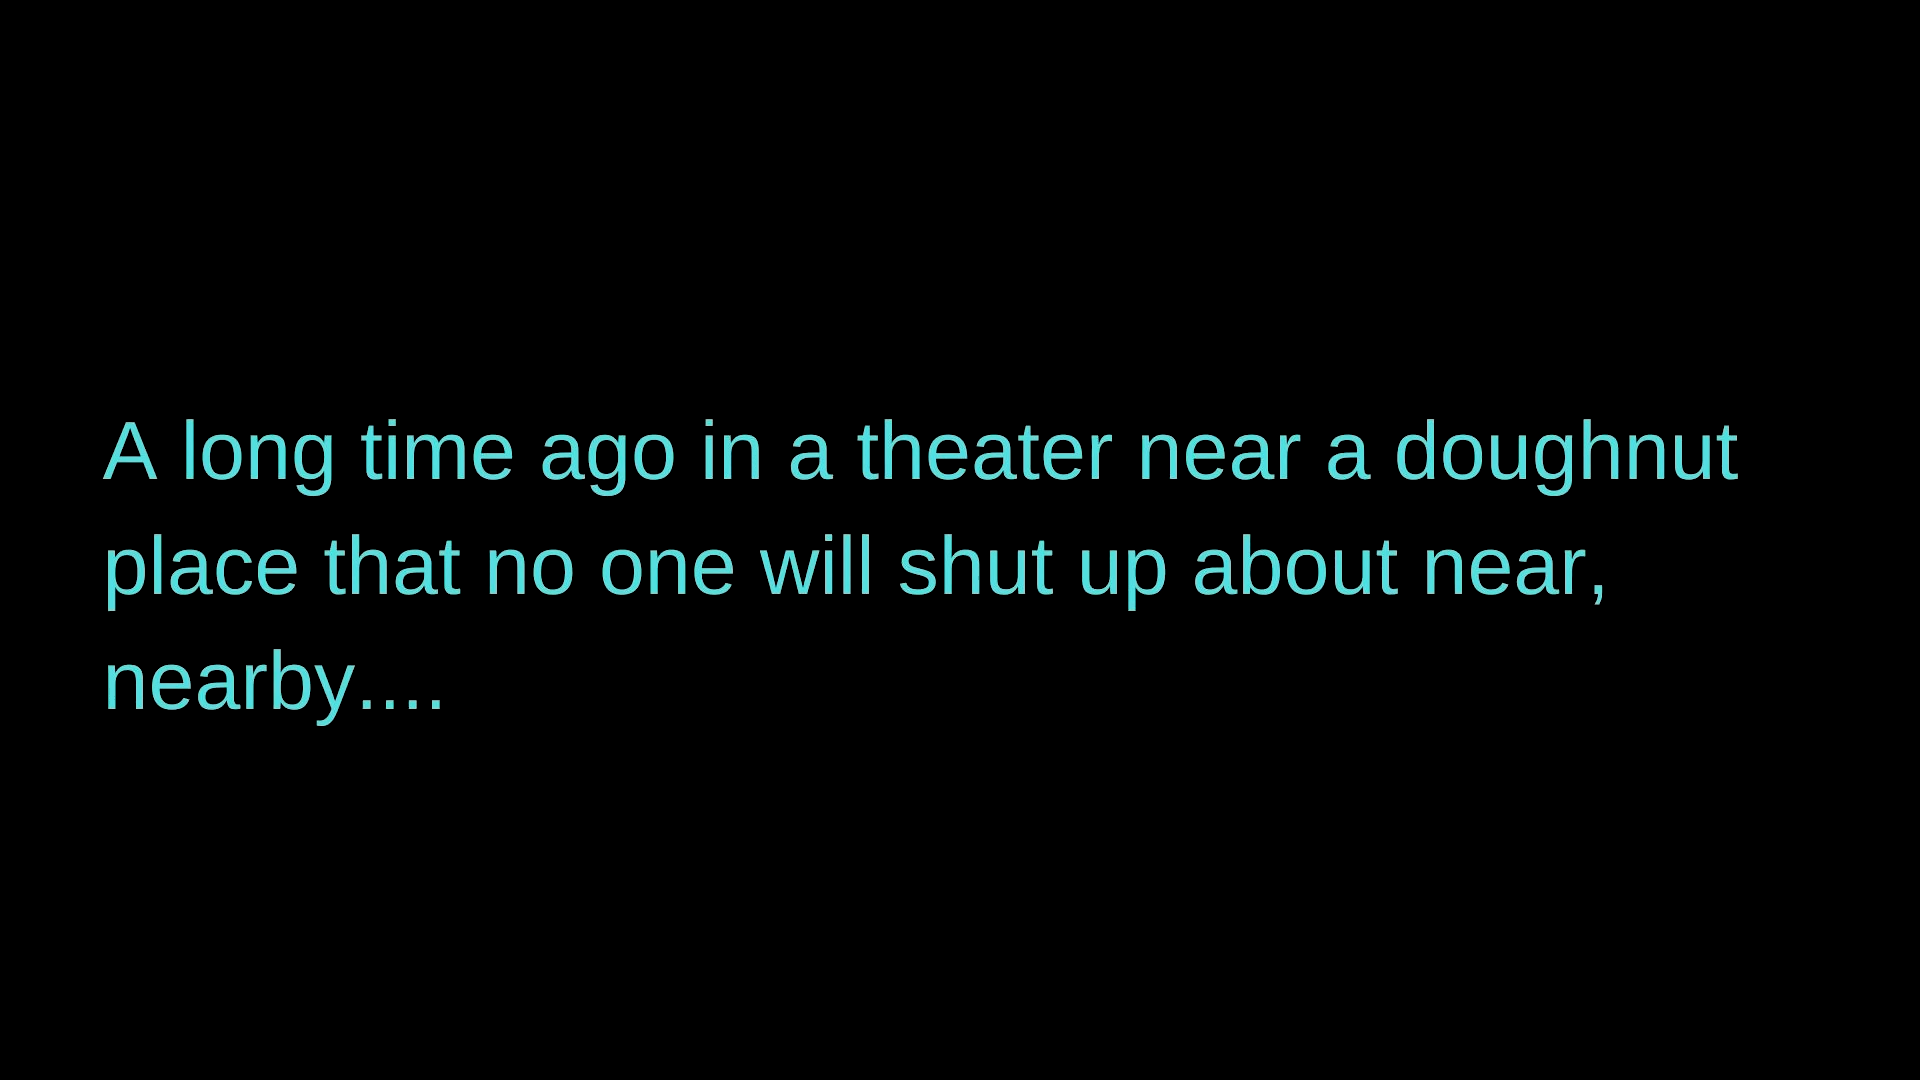 A long time ago in a theater near a doughnut
place that no one will shut up about near,
nearby....